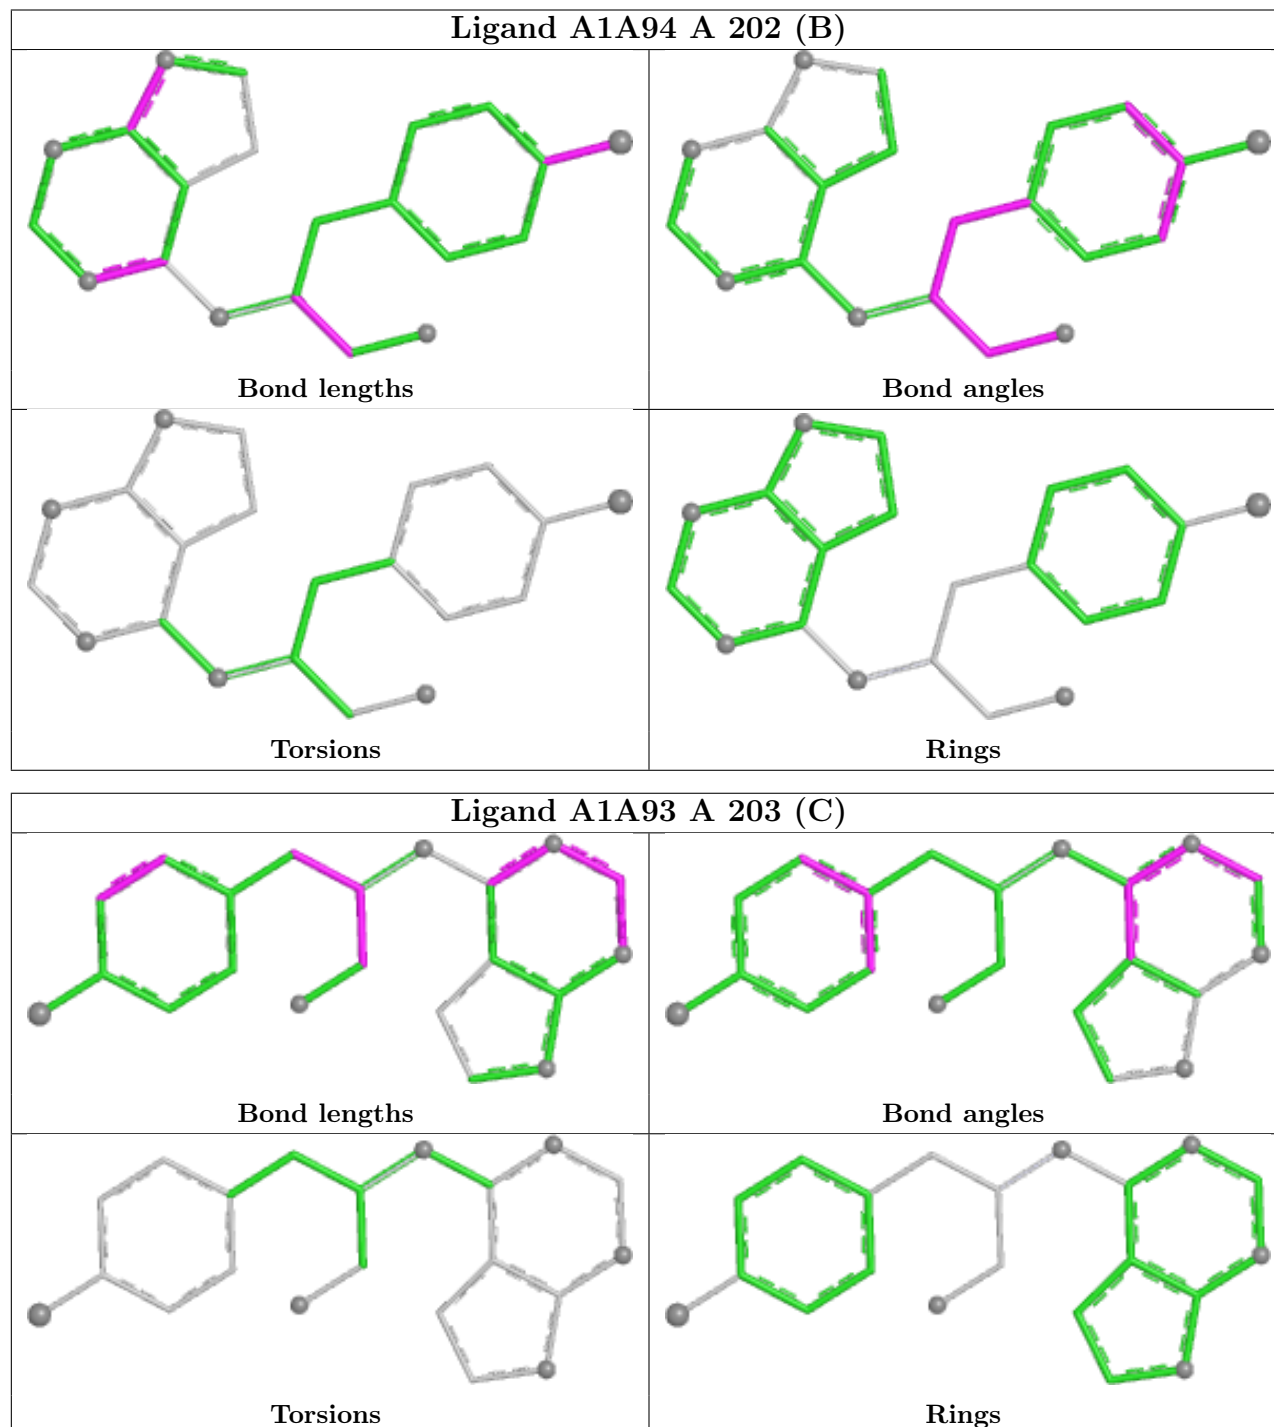 Ligand A1A94 A 202 (B)
Bond lengths
Bond angles
Torsions
Rings
Ligand A1A93 A 203 (C)
Bond lengths
Bond angles
Torsions
Rings